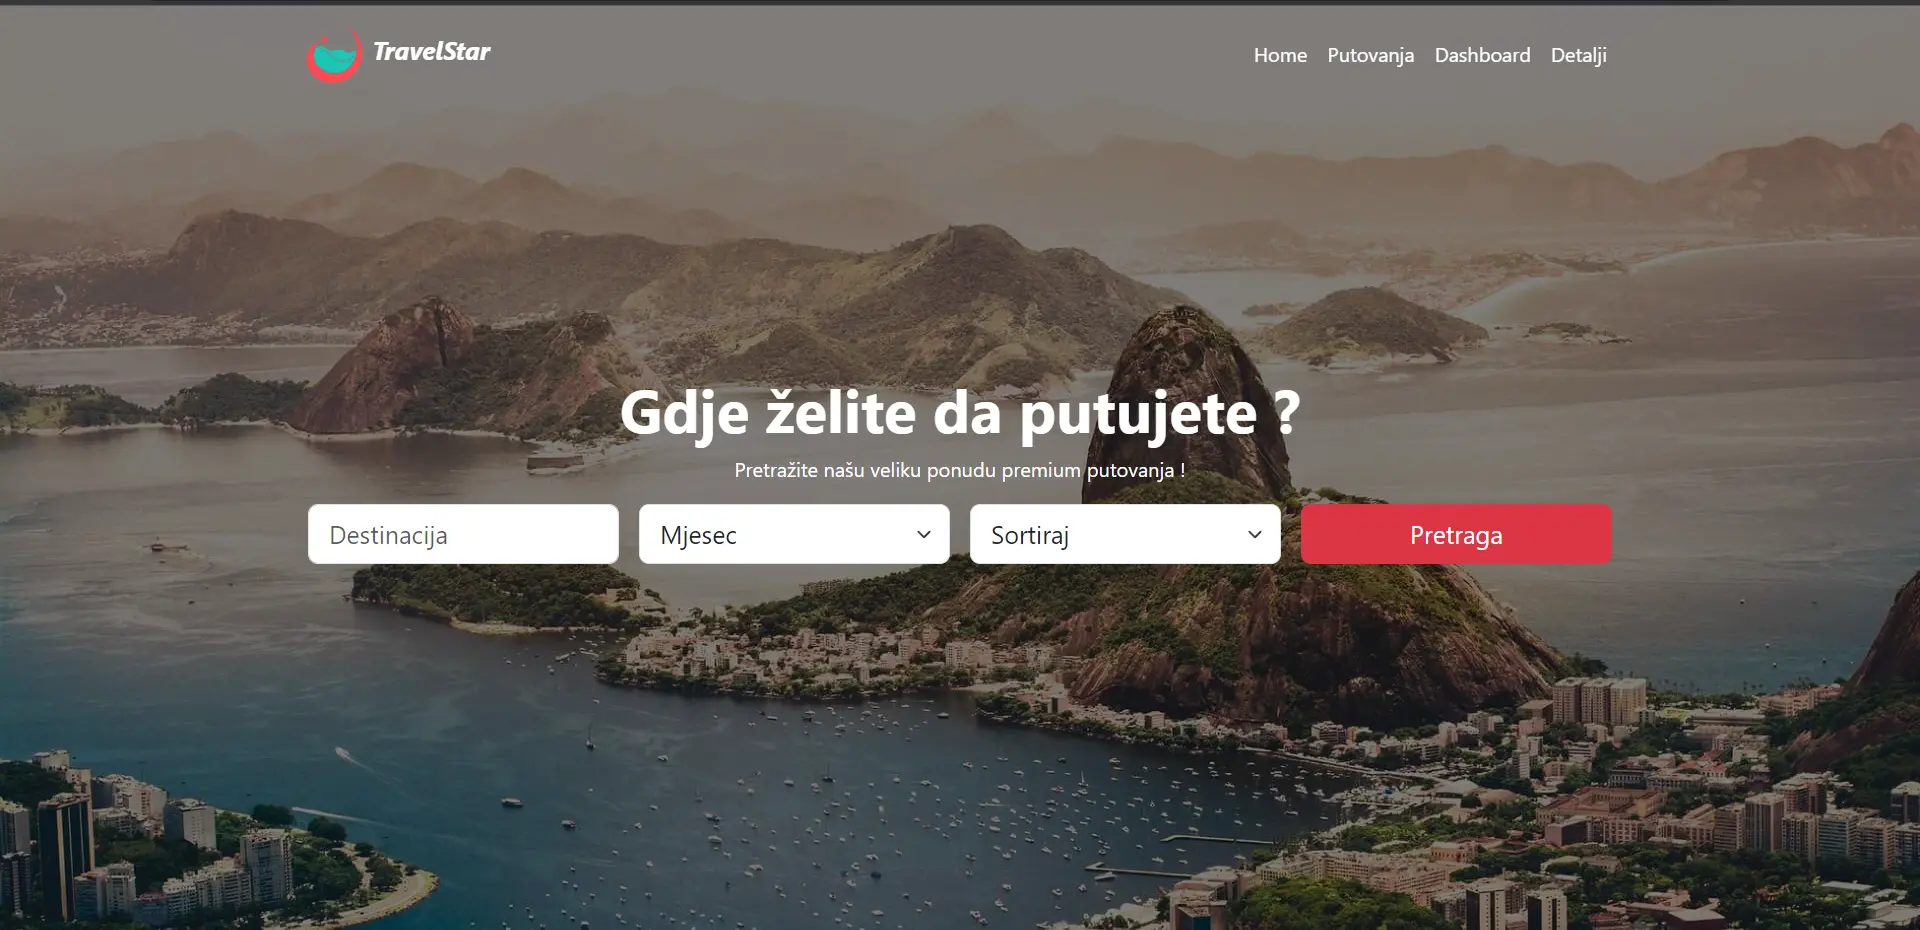 TravelStar
Home Putovanja Dashboard Detalji
Gdje želite da putujete ?
Pretražite našu veliku ponudu premium putovanja !
Destinacija Mjesec Sortiraj Pretraga